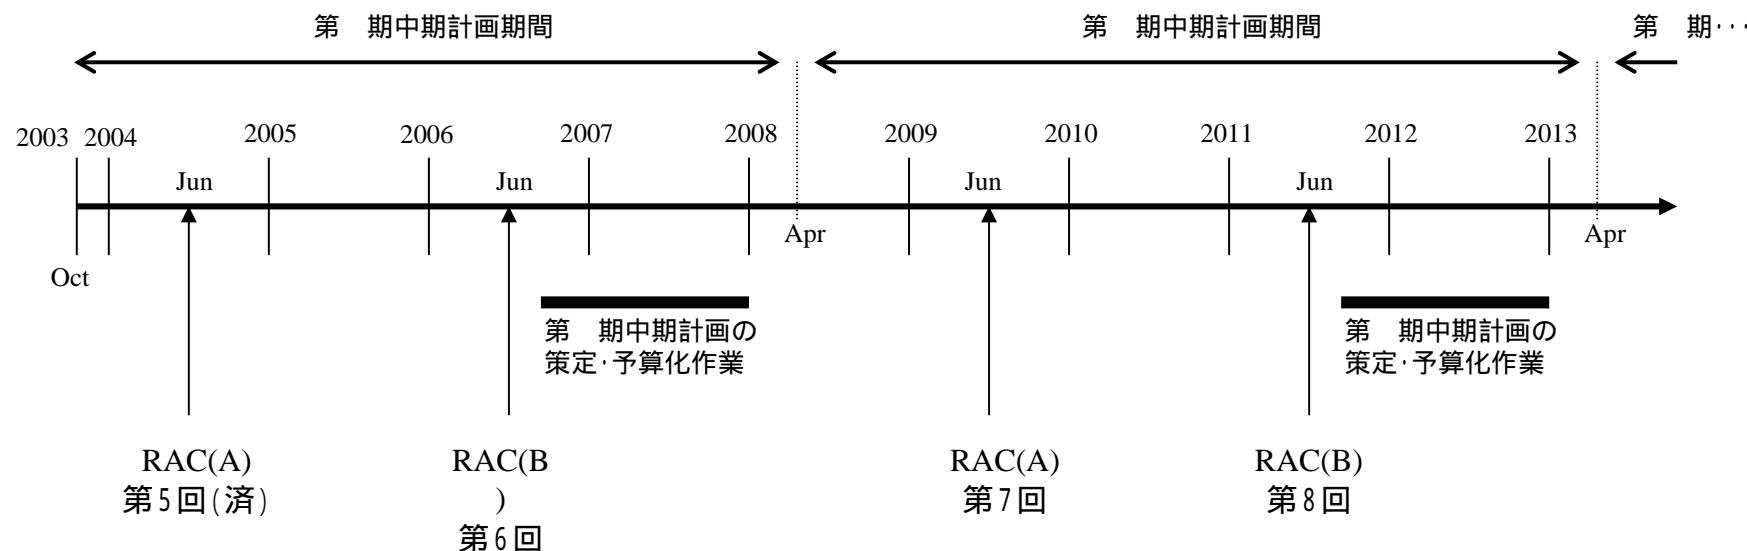 第 期中期計画期間
第 期中期計画期間
第 期･･･
2003
2004
2005
2006
2007
2008
2009
2010
2011
2012
2013
Jun
Jun
Jun
Jun
Oct
Apr
Apr
第 期中期計画の
策定･予算化作業
第 期中期計画の
策定･予算化作業
RAC(A)
第5回(済)
RAC(B
)
第6回
RAC(A)
第7回
RAC(B)
第8回